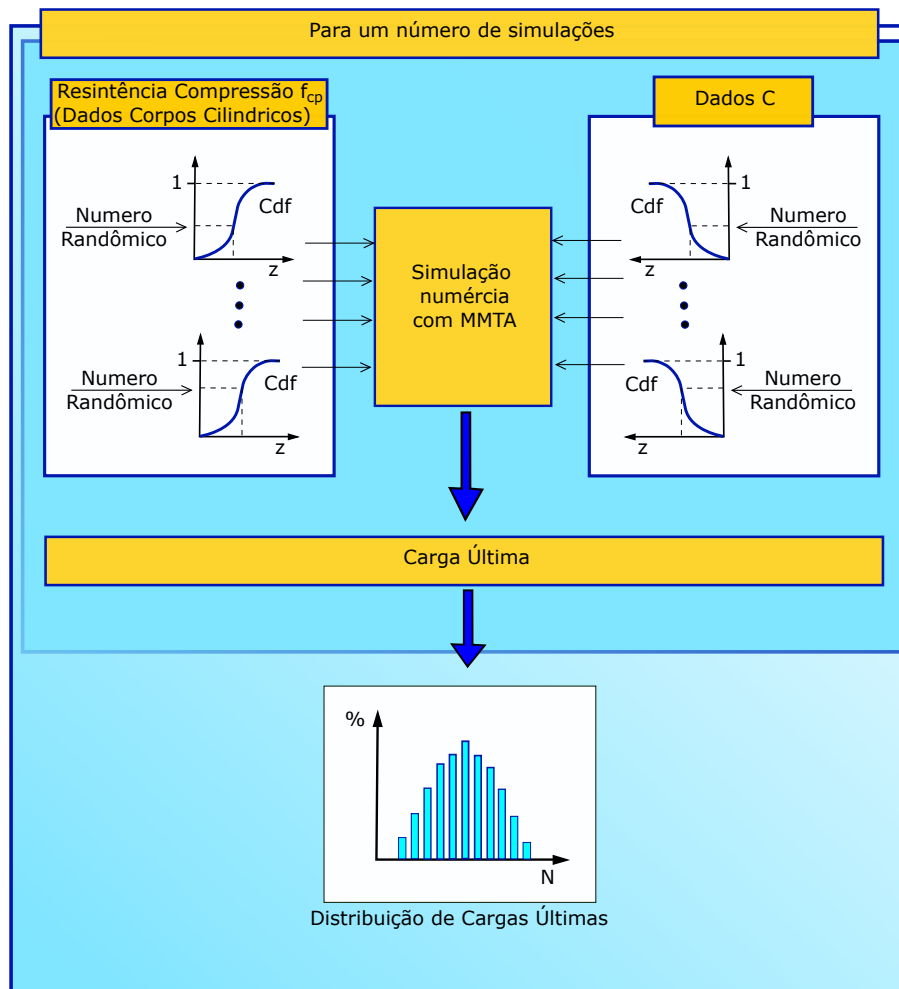 Para um número de simulações
Resintência Compressão fcp
(Dados Corpos Cilindricos)
Dados C
1
Cdf
Numero
Randômico
z
1
Cdf
Numero
Randômico
z
Simulação
numércia
com MMTA
1
Cdf
Numero
Randômico
z
1
Cdf
Numero
Randômico
z
Carga Última
%
N
Distribuição de Cargas Últimas